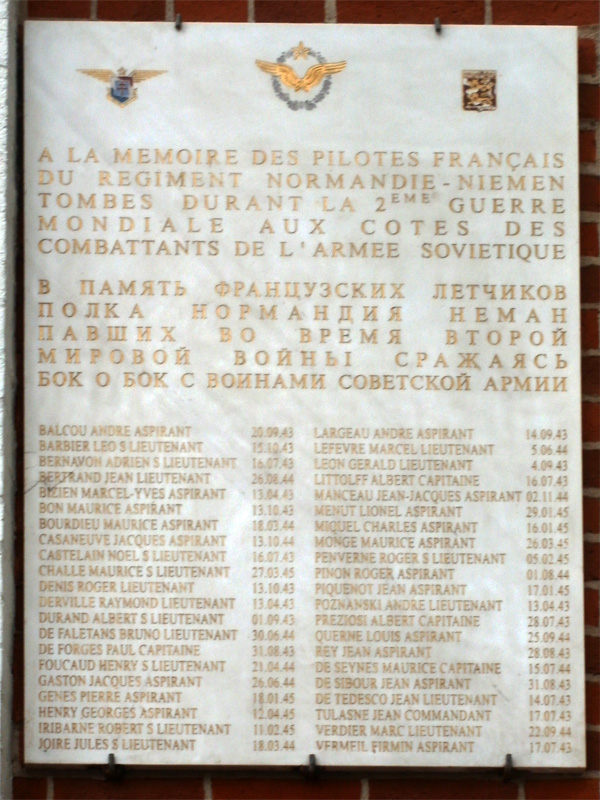 A LA MEMOIRE DES PILOTES FRANÇAIS
DU REGIMENT NORMANDIE-NIEMEN
TOMBES DURANT LA 2EME GUERRE
MONDIALE AUX COTES DES
COMBATTANTS DE L'ARMEE SOVIETIQUE
В ПАМЯТЬ ФРАНЦУЗСКИХ ЛЕТЧИКОВ
ПОЛКА НОРМАНДИЯ НЕМАН
ПАВШИХ ВО ВРЕМЯ ВТОРОЙ
МИРОВОЙ ВОЙНЫ СРАЖАЯСЬ
БОК О БОК С ВОИНАМИ СОВЕТСКОЙ АРМИИ
BALCOU ANDRE ASPIRANT 20.09.43
BARBIER LEO S LIEUTENANT 15.10.43
BERNAVON ADRIEN S LIEUTENANT 16.07.43
BERTRAND JEAN LIEUTENANT 26.08.44
BIZIEN MARCEL-YVES ASPIRANT 13.04.43
BON MAURICE ASPIRANT 13.10.43
BOURDIEU MAURICE ASPIRANT 18.03.44
CASANEUVE JACQUES ASPIRANT 13.10.44
CASTELAIN NOEL S LIEUTENANT 16.07.43
CHALLE MAURICE S LIEUTENANT 27.03.45
DENIS ROGER LIEUTENANT 13.10.43
DERVILLE RAYMOND LIEUTENANT 13.04.43
DURAND ALBERT S LIEUTENANT 01.09.43
DE FALETANS BRUNO LIEUTENANT 30.06.44
DE FORGES PAUL CAPITAINE 31.08.43
FOUCAUD HENRY S LIEUTENANT 21.04.44
GASTON JACQUES ASPIRANT 26.06.44
GENES PIERRE ASPIRANT 18.01.45
HENRY GEORGES ASPIRANT 12.04.45
IRIBARNE ROBERT S LIEUTENANT 11.02.45
JOIRE JULES S LIEUTENANT 18.03.44
LARGEAU ANDRE ASPIRANT 14.09.43
LEFEVRE MARCEL LIEUTENANT 5.06.44
LEON GERALD LIEUTENANT 4.09.43
LITTOLFF ALBERT CAPITAINE 16.07.43
MANCEAU JEAN-JACQUES ASPIRANT 02.11.44
MENUT LIONEL ASPIRANT 29.01.45
MIQUEL CHARLES ASPIRANT 16.01.45
MONGE MAURICE ASPIRANT 26.03.45
PENVERNE ROGER S LIEUTENANT 05.02.45
PINON ROGER ASPIRANT 01.08.44
PIQUENOT JEAN ASPIRANT 17.01.45
POZNANSKI ANDRE LIEUTENANT 13.04.43
PREZIOSI ALBERT CAPITAINE 28.07.43
QUERNE LOUIS ASPIRANT 25.09.44
REY JEAN ASPIRANT 28.08.43
DE SEYNES MAURICE CAPITAINE 15.07.44
DE SIBOUR JEAN ASPIRANT 31.08.43
DE TEDESCO JEAN LIEUTENANT 14.07.43
TULASNE JEAN COMMANDANT 17.07.43
VERDIER MARC LIEUTENANT 22.09.44
VERMEIL FIRMIN ASPIRANT 17.07.43